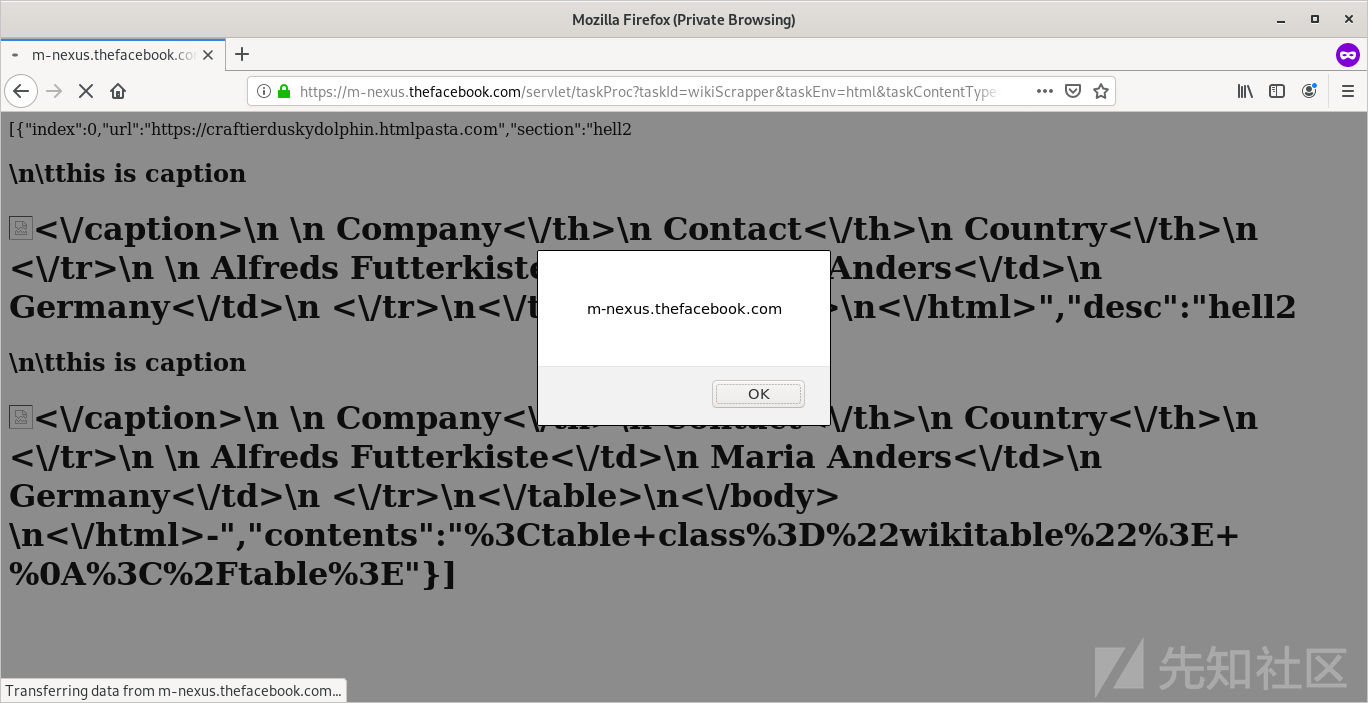 Mozilla Firefox (Private Browsing)
m-nexus.thefacebook.co
https://m-nexus.thefacebook.com/servlet/taskProc?taskId=wikiScrapper&taskEnv=html&taskContentType
[{"index":0,"url":"https://craftierduskydolphin.htmlpasta.com","section":"hell2
\n\tthis is caption
<\/caption>\n \n Company<\/th>\n Contact<\/th>\n Country<\/th>\n
<\/tr>\n \n Alfreds Futterkiste Anders<\/td>\n
Germany<\/td>\n <\/tr>\n<\/t >\n<\/html>","desc":"hell2
m-nexus.thefacebook.com
OK
\n\tthis is caption
<\/caption>\n \n Company<\/th>\n Contact<\/th>\n Country<\/th>\n
<\/tr>\n \n Alfreds Futterkiste<\/td>\n Maria Anders<\/td>\n
Germany<\/td>\n <\/tr>\n<\/table>\n<\/body>
\n<\/html>-","contents":"%3Ctable+class%3D%22wikitable%22%3E+
%0A%3C%2Ftable%3E"}]
Transferring data from m-nexus.thefacebook.com...
先知社区